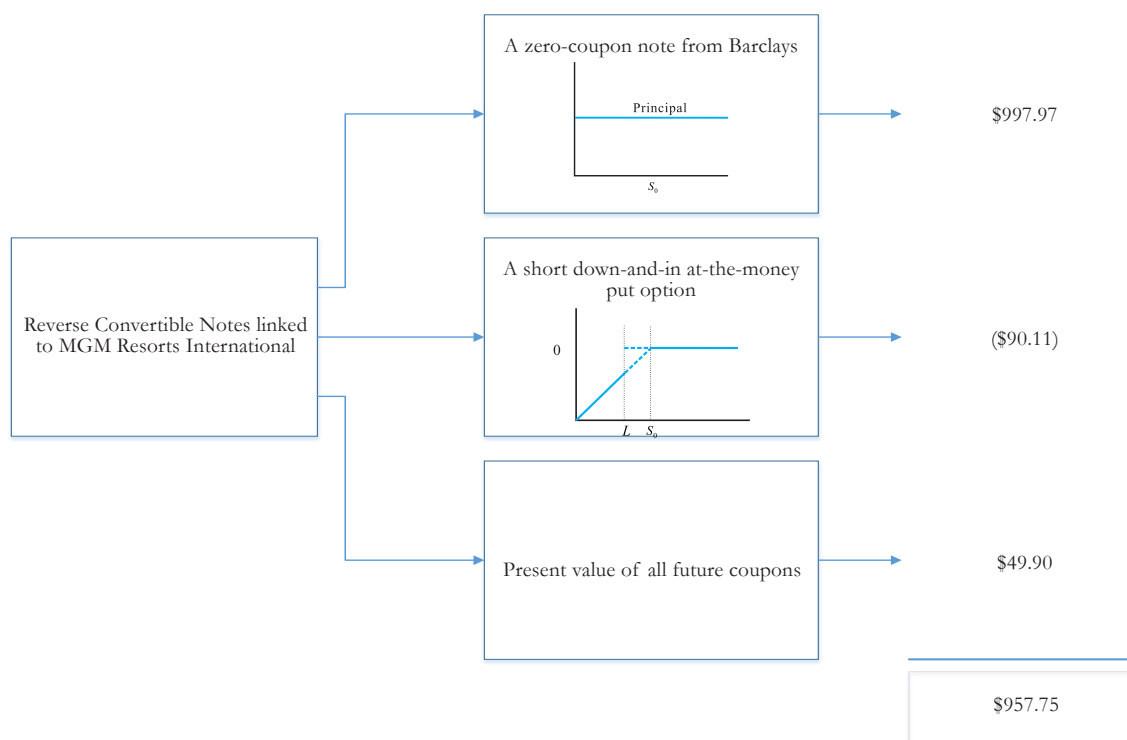 A zero-coupon note from Barclays
Principal
S₀
$997.97
Reverse Convertible Notes linked
to MGM Resorts International
A short down-and-in at-the-money
put option
0
L S₀
($90.11)
Present value of all future coupons
$49.90
$957.75